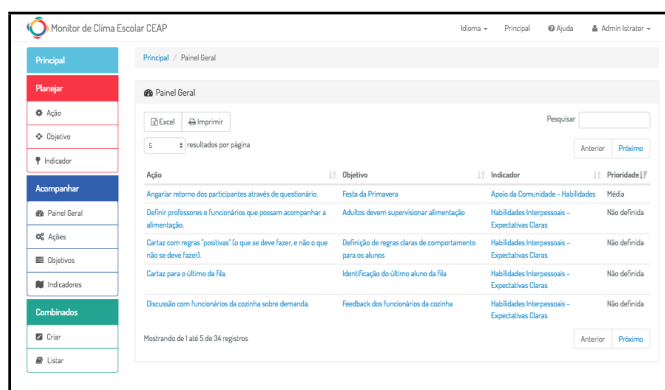 Monitor de Clima Escolar CEAP
Idioma
Principal
Ajuda
Admin Istrator
Principal
Planejar
Ação
Objetivo
Indicador
Acompanhar
Painel Geral
Ações
Objetivos
Indicadores
Combinados
Criar
Listar
Principal / Painel Geral
Painel Geral
Excel
Imprimir
Pesquisar
5 resultados por página
Anterior Próximo
Ação Objetivo Indicador Prioridade
Angariar retorno dos participantes através de questionário. Festa da Primavera Apoio da Comunidade - Habilidades Média
Definir professores e funcionários que possam acompanhar a Adultos devem supervisionar alimentação Habilidades Interpessoais - Não definida
alimentação. Expectativas Claras
Cartaz com regras "positivas" (o que se deve fazer, e não o que Definição de regras claras de comportamento Habilidades Interpessoais - Não definida
não se deve fazer). para os alunos Expectativas Claras
Cartaz para o último da fila. Identificação do último aluno da fila Habilidades Interpessoais - Não definida
Expectativas Claras
Discussão com funcionários da cozinha sobre demanda. Feedback dos funcionários da cozinha Habilidades Interpessoais - Não definida
Expectativas Claras
Mostrando de 1 até 5 de 34 registros
Anterior Próximo